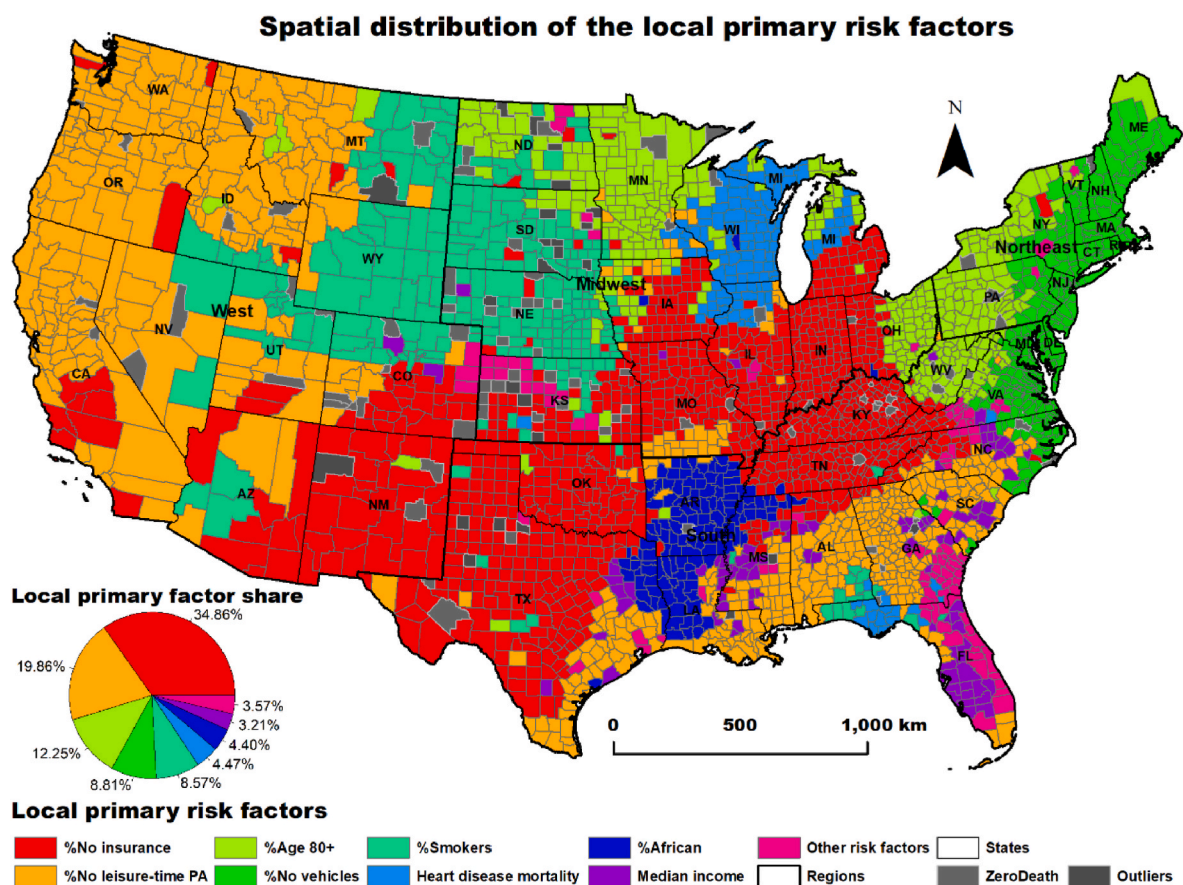 Spatial distribution of the local primary risk factors
N
WA
MT
ND
MN
ME
OR
ID
SD
WI
MI
MI
VT
NH
NY
MA
Northeast
RI
CT
WY
Midwest
IA
NE
PA
NJ
NV
West
UT
CO
KS
IL
IN
OH
MD
DE
WV
VA
CA
MO
KY
NC
TN
AZ
NM
OK
AR
South
MS
AL
SC
GA
TX
LA
FL
Local primary factor share
34.86%
19.86%
3.57%
3.21%
4.40%
4.47%
12.25%
8.81%
8.57%
0 500 1,000 km
Local primary risk factors
%No insurance %Age 80+ %Smokers %African Other risk factors States
%No leisure-time PA %No vehicles Heart disease mortality Median income Regions ZeroDeath Outliers